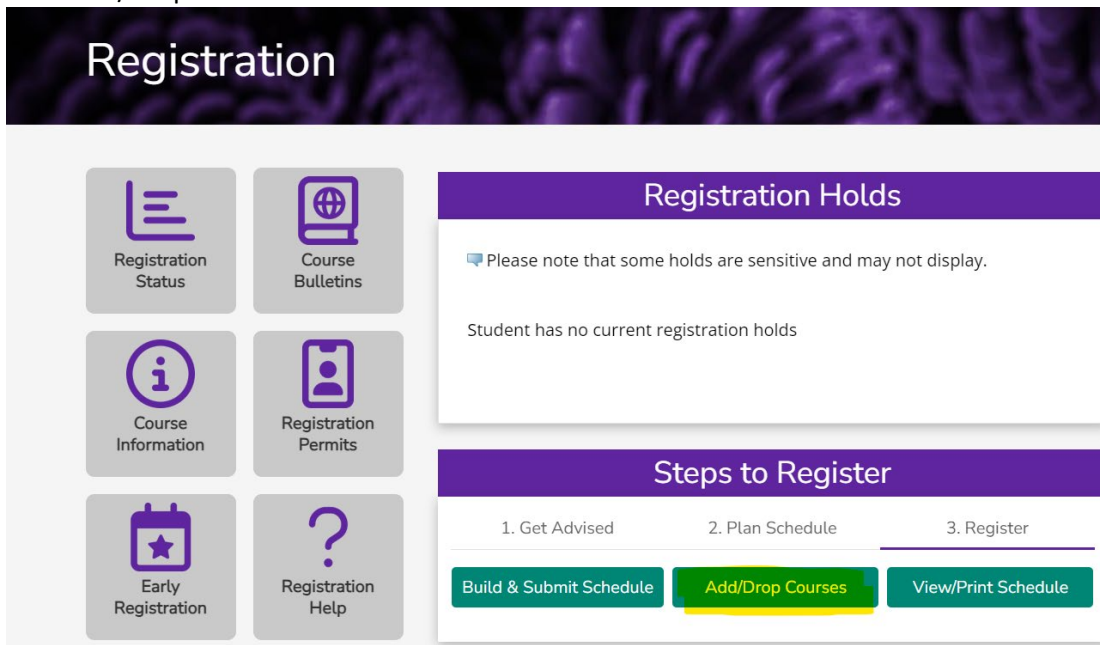 Registration
Registration
Status
Course
Bulletins
Course
Information
Registration
Permits
Early
Registration
Registration
Help
Registration Holds
Please note that some holds are sensitive and may not display.
Student has no current registration holds
Steps to Register
1. Get Advised
2. Plan Schedule
3. Register
Build & Submit Schedule
Add/Drop Courses
View/Print Schedule